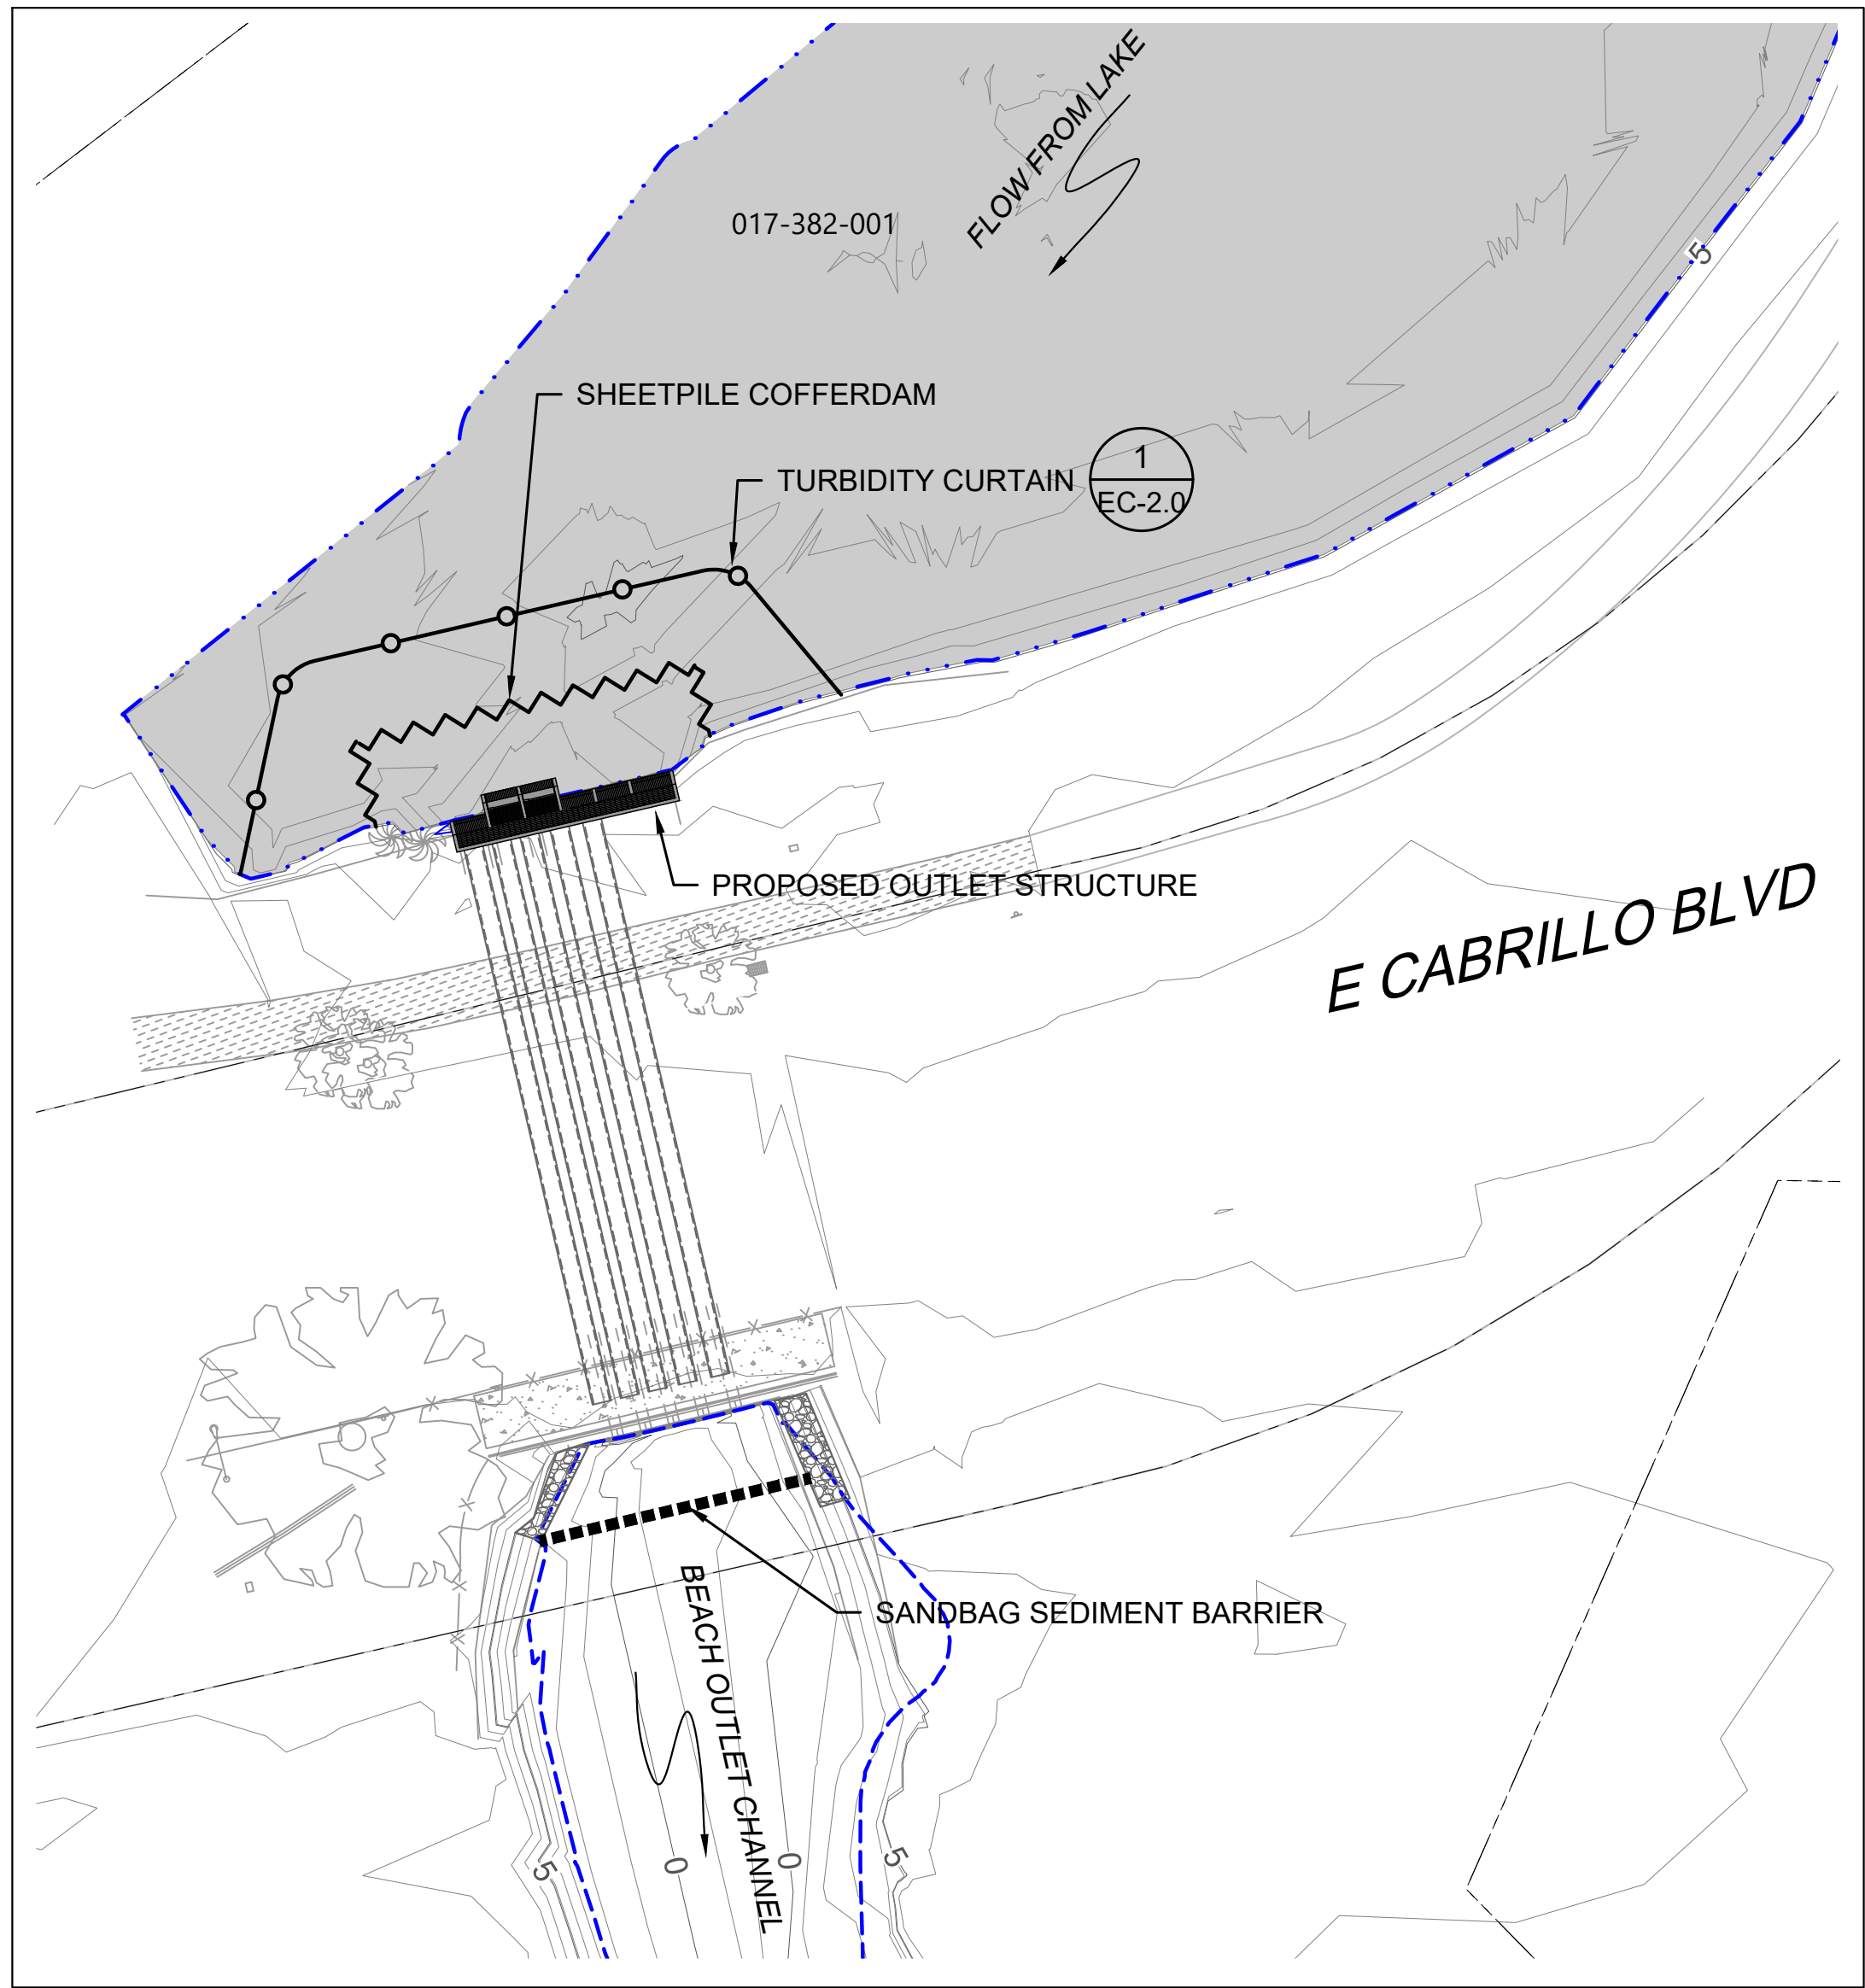 FLOW FROM LAKE
017-382-001
5
SHEETPILE COFFERDAM
TURBIDITY CURTAIN
1
EC-2.0
PROPOSED OUTLET STRUCTURE
E CABRILLO BLVD
SANDBAG SEDIMENT BARRIER
BEACH OUTLET CHANNEL
5
0
0
5